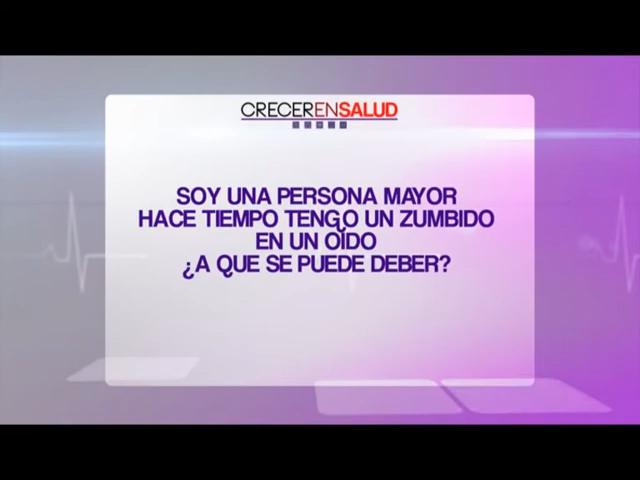 CRECERENSALUD
SOY UNA PERSONA MAYOR
HACE TIEMPO TENGO UN ZUMBIDO
EN UN OÍDO
¿A QUE SE PUEDE DEBER?